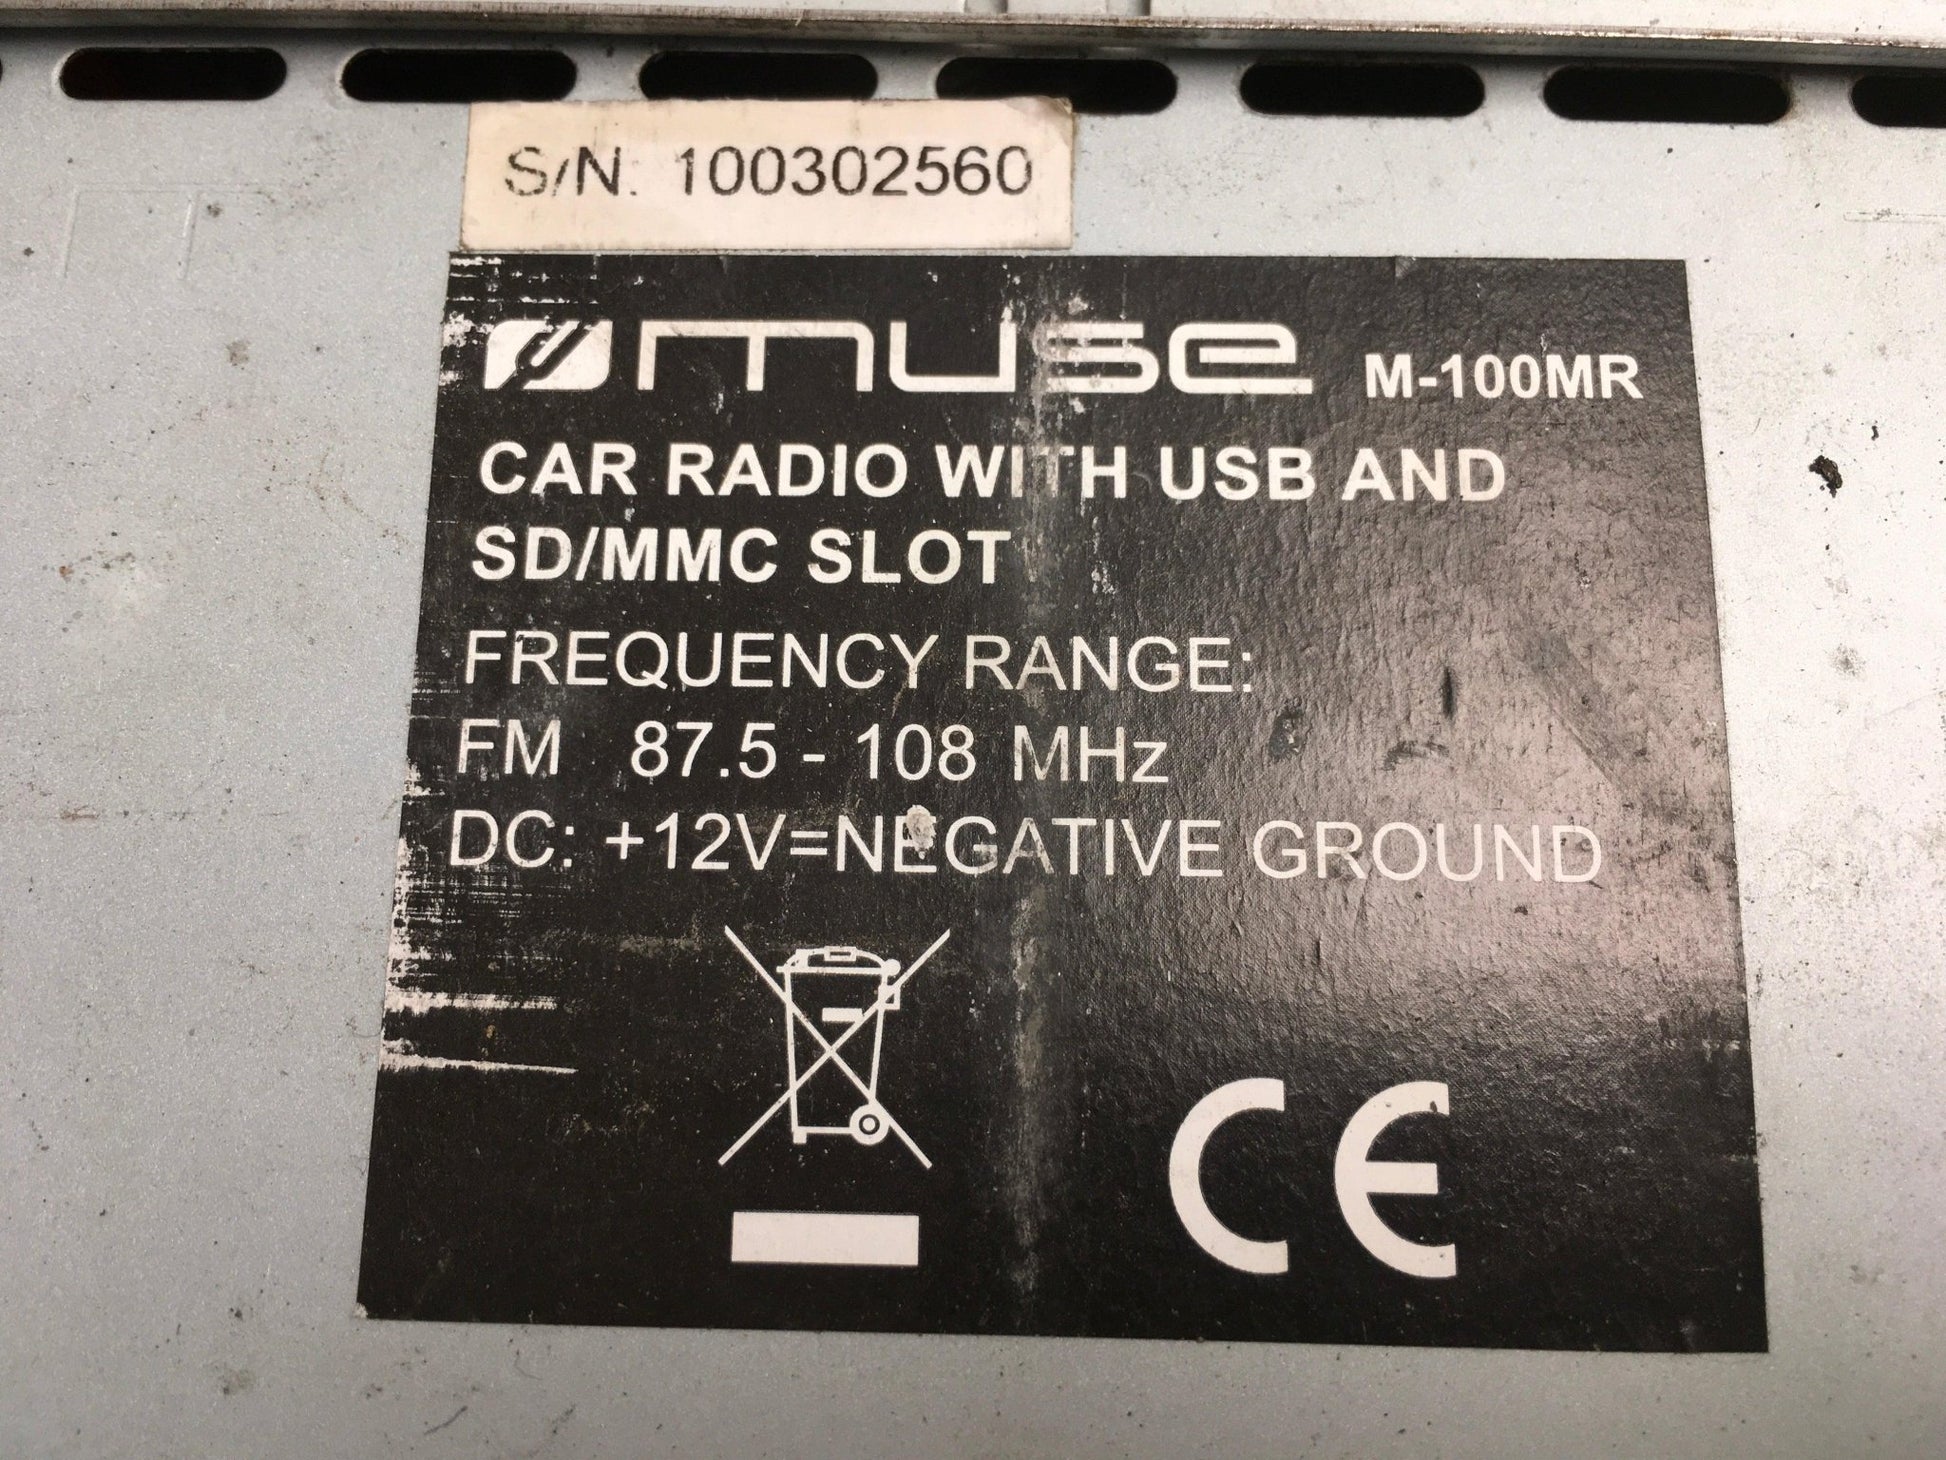 S/N: 100302560
muse M-100MR
CAR RADIO WITH USB AND
SD/MMC SLOT
FREQUENCY RANGE:
FM 87.5 - 108 MHz
DC: +12V=NEGATIVE GROUND
CE